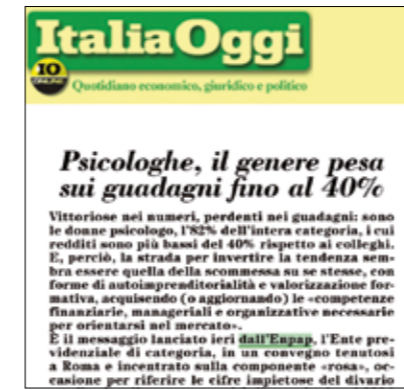 ItaliaOggi
IO
Quotidiano economico, giuridico e politico
Psicologhe, il genere pesa
sui guadagni fino al 40%
Vittoriose nei numeri, perdenti nei guadagni: sono
le donne psicologo, l'82% dell'intera categoria, i cui
redditi sono più bassi del 40% rispetto ai colleghi.
E, perciò, la strada per invertire la tendenza sem-
bra essere quella della scommessa su se stesse, con
forme di autoimprenditorialità e valorizzazione for-
mativa, acquisendo (o aggiornando) le «competenze
finanziarie, manageriali e organizzative necessarie
per orientarsi nel mercato».
È il messaggio lanciato ieri dall'Enpap, l'Ente pre-
videnziale di categoria, in un convegno tenutosi
a Roma e incentrato sulla componente «rosa», oc-
casione per riferire le cifre impietose del divario